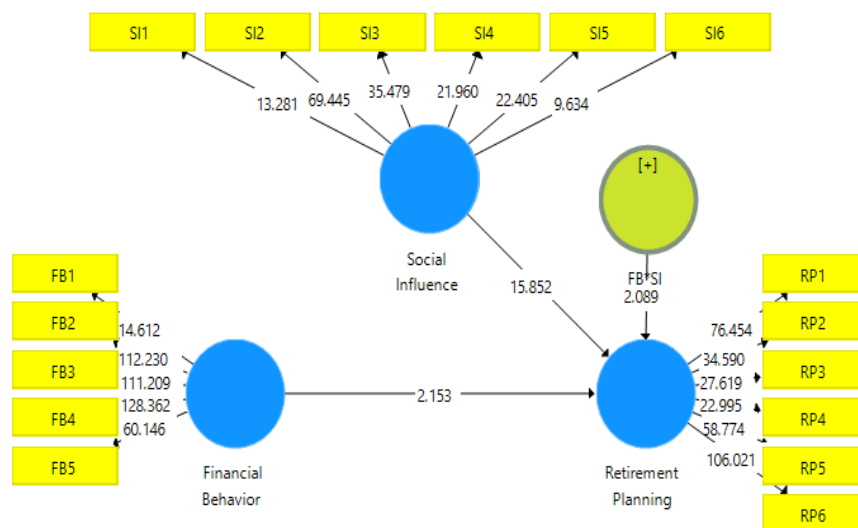 SI1 SI2 SI3 SI4 SI5 SI6
13.281 69.445 35.479 21.960 22.405 9.634
[+]
Social
Influence
FB*SI
2.089
15.852
FB1
FB2
FB3
FB4
FB5
14.612
112.230
111.209
128.362
60.146
2.153
Financial
Behavior
Retirement
Planning
76.454
34.590
27.619
22.995
58.774
106.021
RP1
RP2
RP3
RP4
RP5
RP6